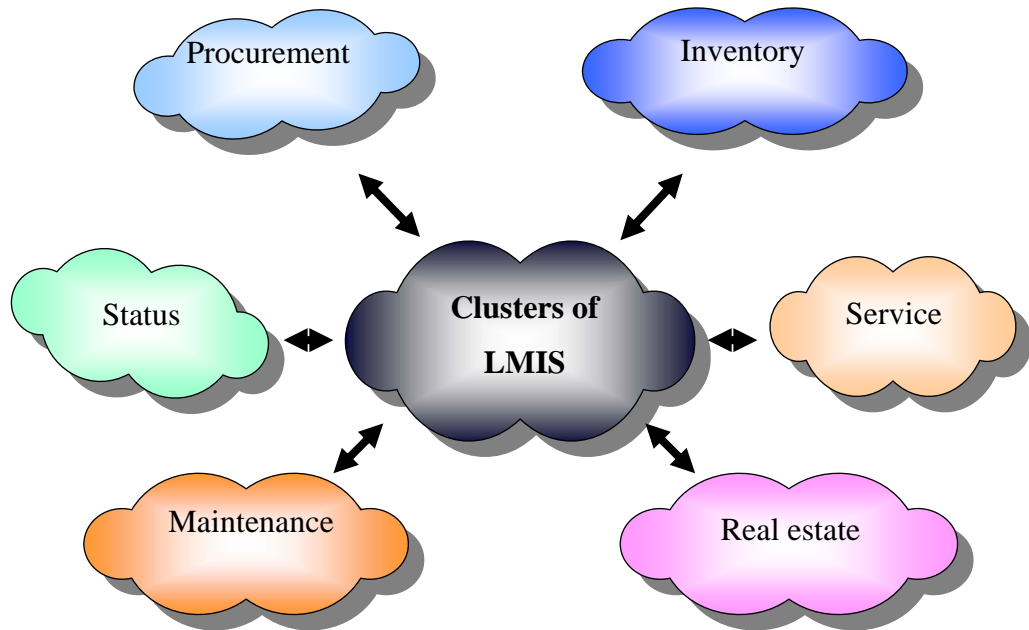 Procurement
Inventory
Status
Clusters of
LMIS
Service
Maintenance
Real estate